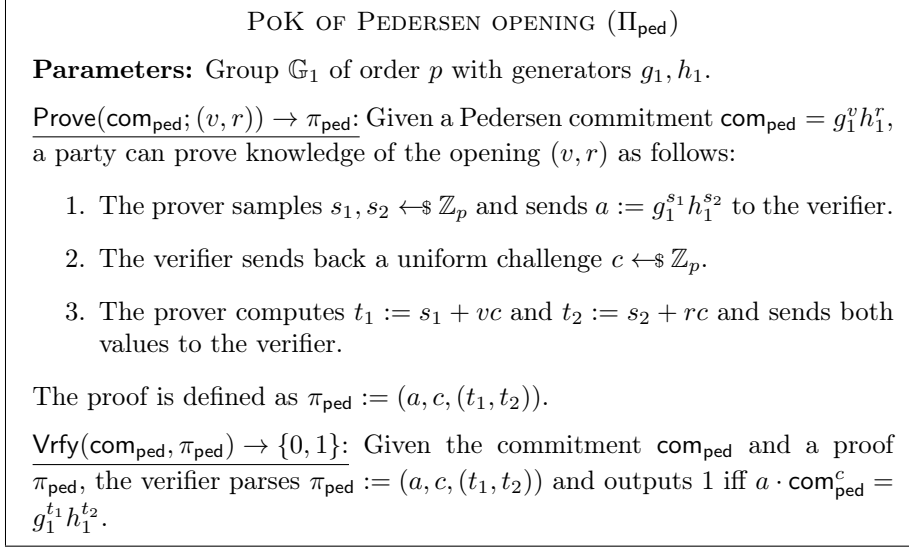 PoK of Pedersen opening (Π_ped)
Parameters: Group 𝔾₁ of order p with generators g₁, h₁.
Prove(com_ped; (v, r)) → π_ped: Given a Pedersen commitment com_ped = g₁^v h₁^r,
a party can prove knowledge of the opening (v, r) as follows:
1. The prover samples s₁, s₂ ←$ ℤ_p and sends a := g₁^{s₁} h₁^{s₂} to the verifier.
2. The verifier sends back a uniform challenge c ←$ ℤ_p.
3. The prover computes t₁ := s₁ + vc and t₂ := s₂ + rc and sends both
values to the verifier.
The proof is defined as π_ped := (a, c, (t₁, t₂)).
Vrfy(com_ped, π_ped) → {0, 1}: Given the commitment com_ped and a proof
π_ped, the verifier parses π_ped := (a, c, (t₁, t₂)) and outputs 1 iff a · com_ped^c =
g₁^{t₁} h₁^{t₂}.